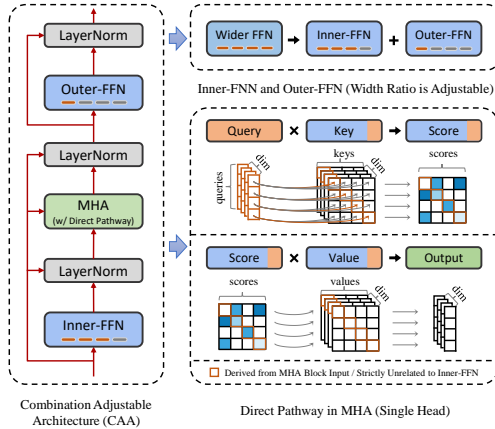 LayerNorm
Outer-FFN
LayerNorm
MHA
(w/ Direct Pathway)
LayerNorm
Inner-FFN
Combination Adjustable
Architecture (CAA)
Wider FFN
Inner-FFN
+
Outer-FFN
Inner-FNN and Outer-FFN (Width Ratio is Adjustable)
Query
×
Key
Score
dim
keys
dim
scores
queries
Score
×
Value
Output
scores
values
dim
dim
Derived from MHA Block Input / Strictly Unrelated to Inner-FFN
Direct Pathway in MHA (Single Head)